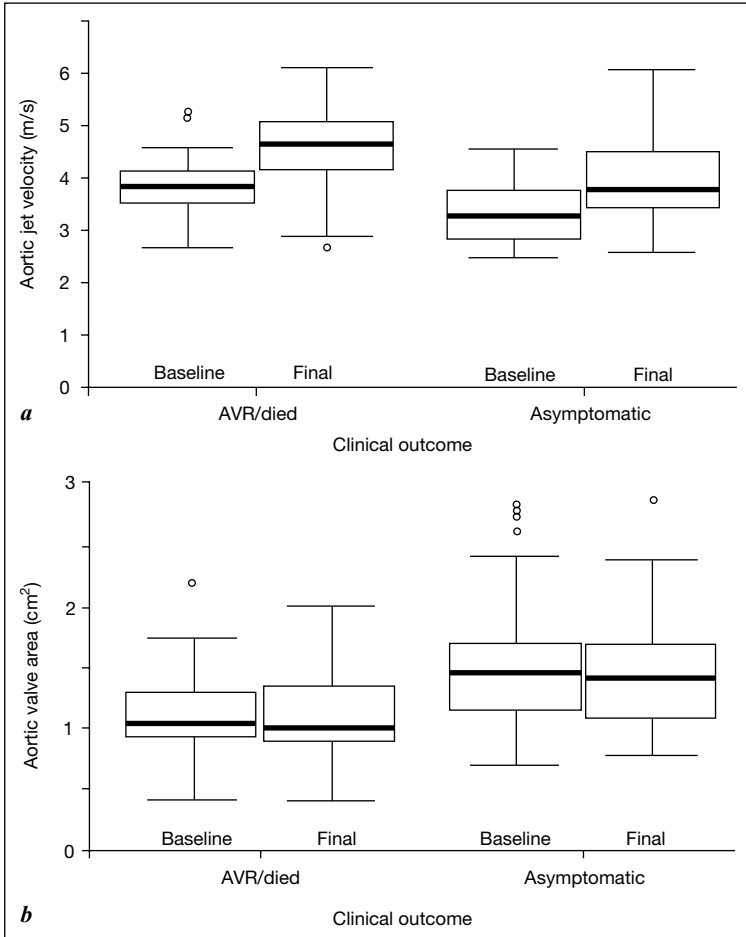 Aortic jet velocity (m/s)
6
5
4
3
2
1
0
Baseline Final Baseline Final
AVR/died Asymptomatic
a
Clinical outcome
Aortic valve area (cm²)
3
2
1
0
Baseline Final Baseline Final
AVR/died Asymptomatic
b
Clinical outcome